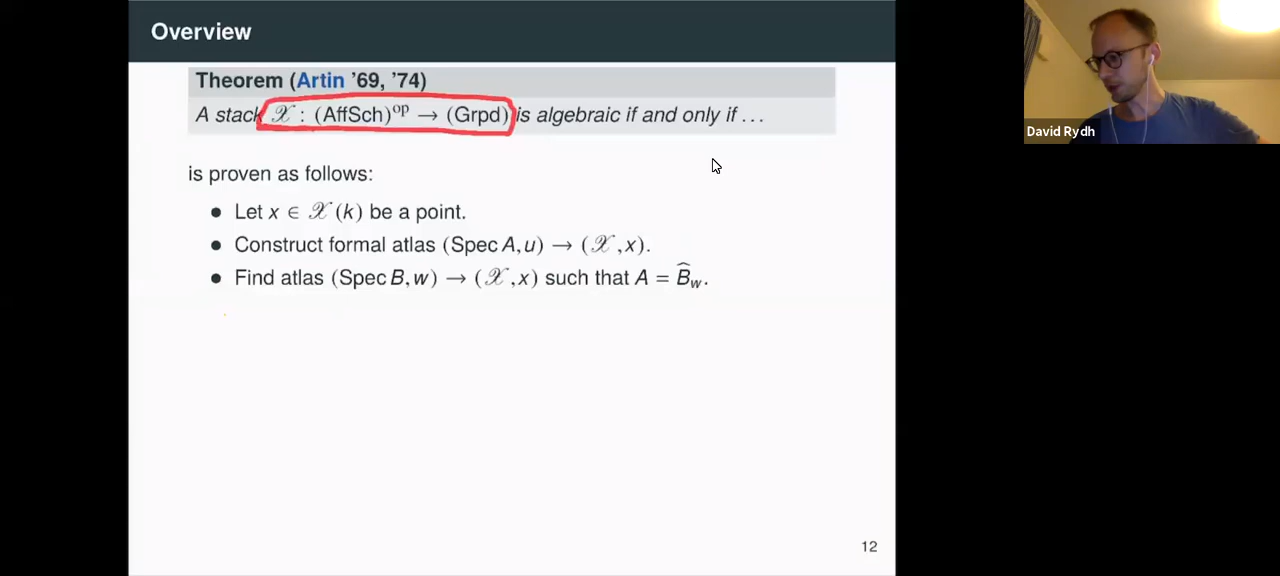 Overview
Theorem (Artin '69, '74)
A stack 𝒳 : (AffSch)ᵒᵖ → (Grpd) is algebraic if and only if …
is proven as follows:
• Let x ∈ 𝒳(k) be a point.
• Construct formal atlas (Spec A, u) → (𝒳, x).
• Find atlas (Spec B, w) → (𝒳, x) such that A = B̂_w.
12
David Rydh